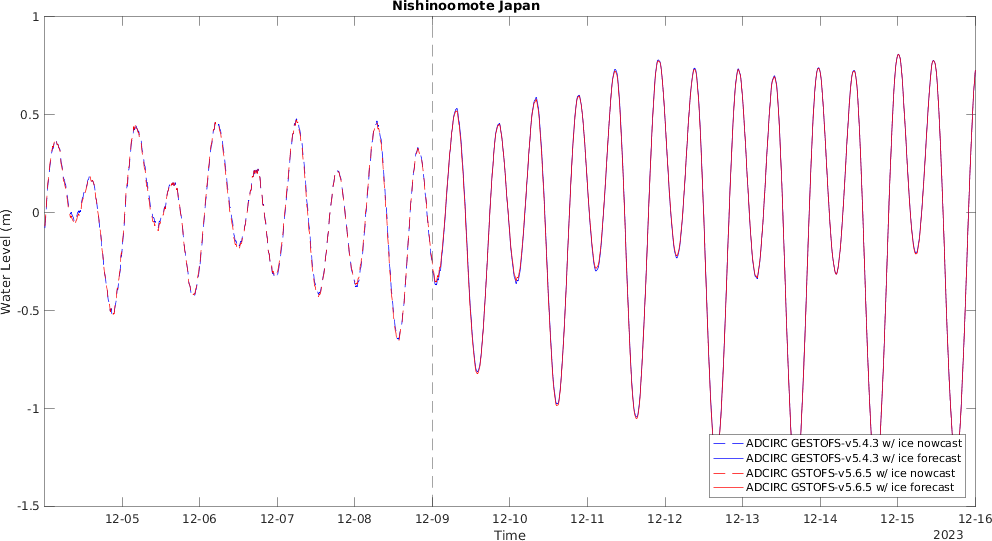 Nishinoomote Japan
1
0.5
0
-0.5
-1
-1.5
Water Level (m)
ADCIRC GESTOFS-v5.4.3 w/ ice nowcast
ADCIRC GESTOFS-v5.4.3 w/ ice forecast
ADCIRC GSTOFS-v5.6.5 w/ ice nowcast
ADCIRC GSTOFS-v5.6.5 w/ ice forecast
12-05 12-06 12-07 12-08 12-09 12-10 12-11 12-12 12-13 12-14 12-15 12-16
Time
2023